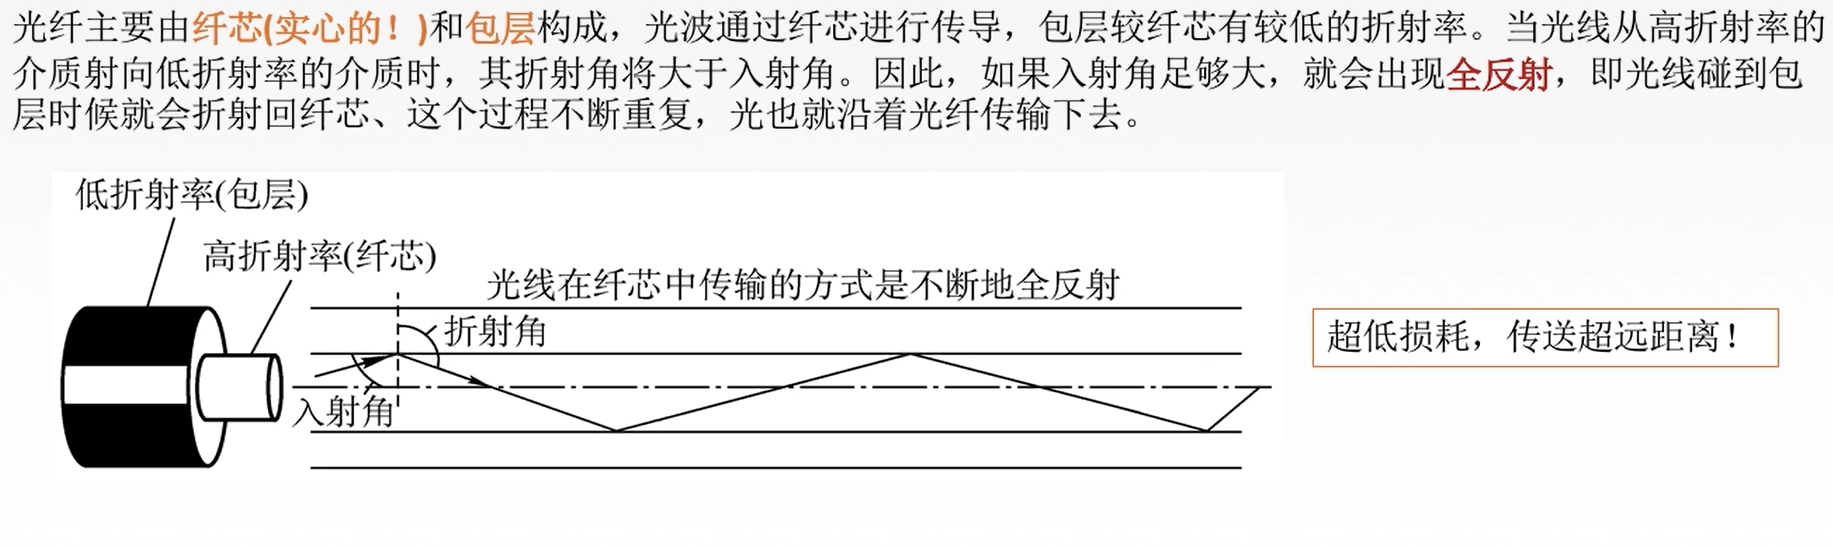 光纤主要由纤芯(实心的！)和包层构成，光波通过纤芯进行传导，包层较纤芯有较低的折射率。当光线从高折射率的
介质射向低折射率的介质时，其折射角将大于入射角。因此，如果入射角足够大，就会出现全反射，即光线碰到包
层时候就会折射回纤芯、这个过程不断重复，光也就沿着光纤传输下去。
低折射率(包层)
高折射率(纤芯)
光线在纤芯中传输的方式是不断地全反射
折射角
入射角
超低损耗，传送超远距离！